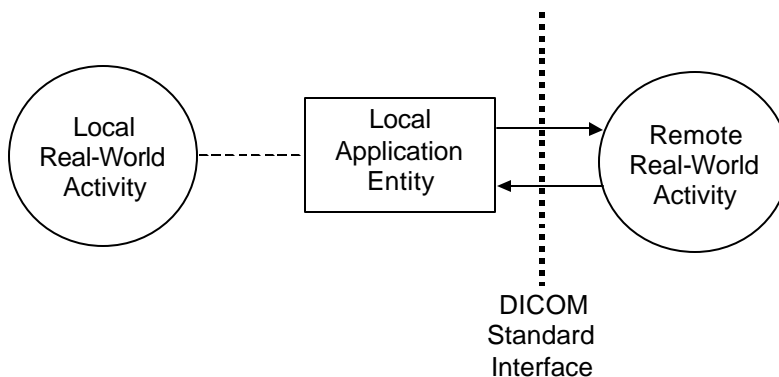 Local
Real-World
Activity
Local
Application
Entity
Remote
Real-World
Activity
DICOM
Standard
Interface